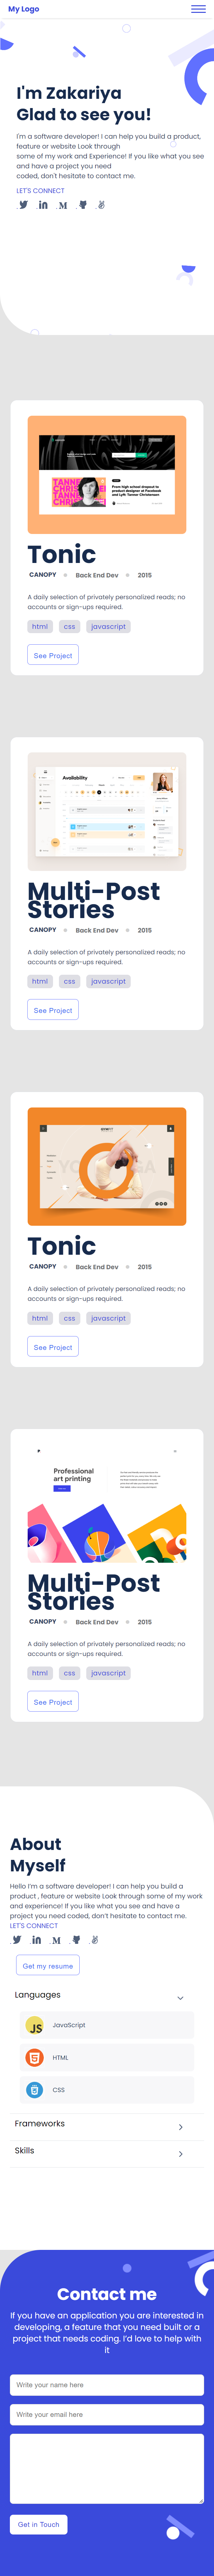 My Logo
I'm Zakariya
Glad to see you!
I'm a software developer! I can help you build a product,
feature or website Look through
some of my work and Experience! If you like what you see
and have a project you need
coded, don't hesitate to contact me.
LET'S CONNECT
Tonic
CANOPY Back End Dev 2015
A daily selection of privately personalized reads; no
accounts or sign-ups required.
html css javascript
See Project
Availability
Multi-Post
Stories
CANOPY Back End Dev 2015
A daily selection of privately personalized reads; no
accounts or sign-ups required.
html css javascript
See Project
Tonic
CANOPY Back End Dev 2015
A daily selection of privately personalized reads; no
accounts or sign-ups required.
html css javascript
See Project
Professional
art printing
Multi-Post
Stories
CANOPY Back End Dev 2015
A daily selection of privately personalized reads; no
accounts or sign-ups required.
html css javascript
See Project
About
Myself
Hello I'm a software developer! I can help you build a
product , feature or website Look through some of my work
and experience! If you like what you see and have a
project you need coded, don't hesitate to contact me.
LET'S CONNECT
Get my resume
Languages
JS JavaScript
HTML
CSS
Frameworks
Skills
Contact me
If you have an application you are interested in
developing, a feature that you need built or a
project that needs coding. I'd love to help with
it
Write your name here
Write your email here
Get in Touch